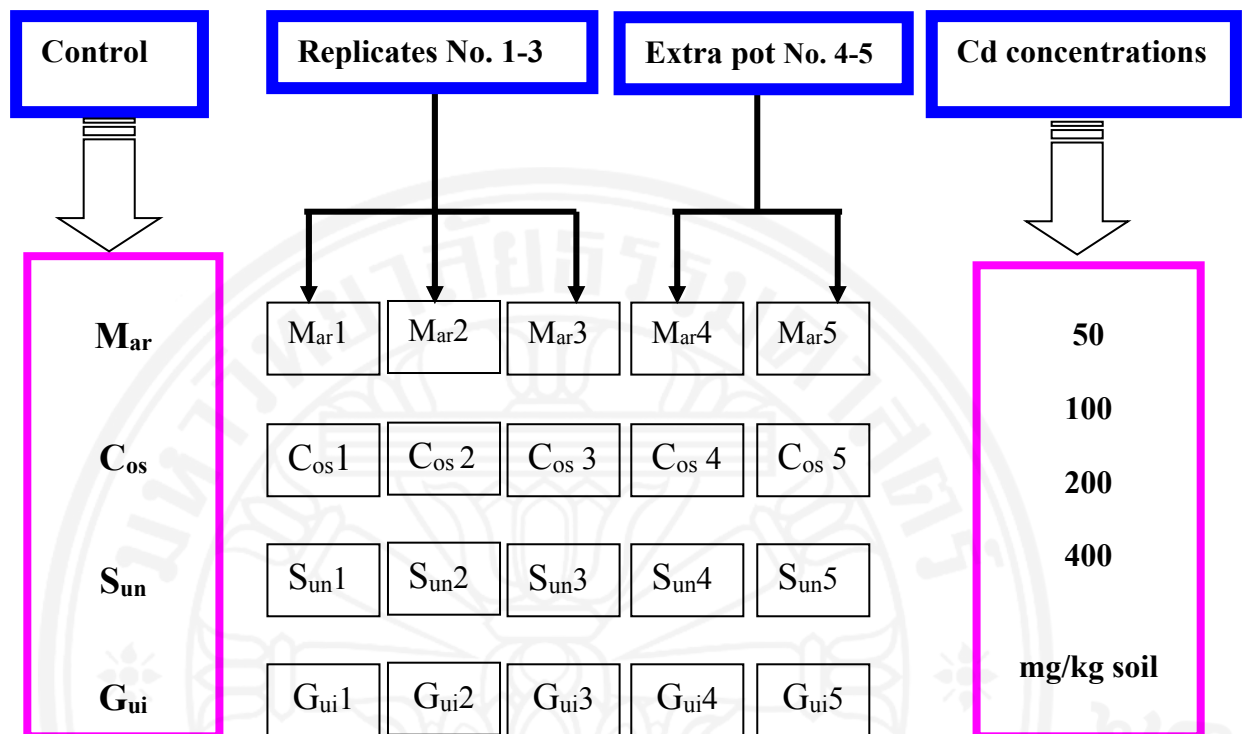 Control Replicates No. 1-3 Extra pot No. 4-5 Cd concentrations
Mar Mar1 Mar2 Mar3 Mar4 Mar5 50
100
Cos Cos1 Cos 2 Cos 3 Cos 4 Cos 5
200
400
Sun Sun1 Sun2 Sun3 Sun4 Sun5
mg/kg soil
Gui Gui1 Gui2 Gui3 Gui4 Gui5